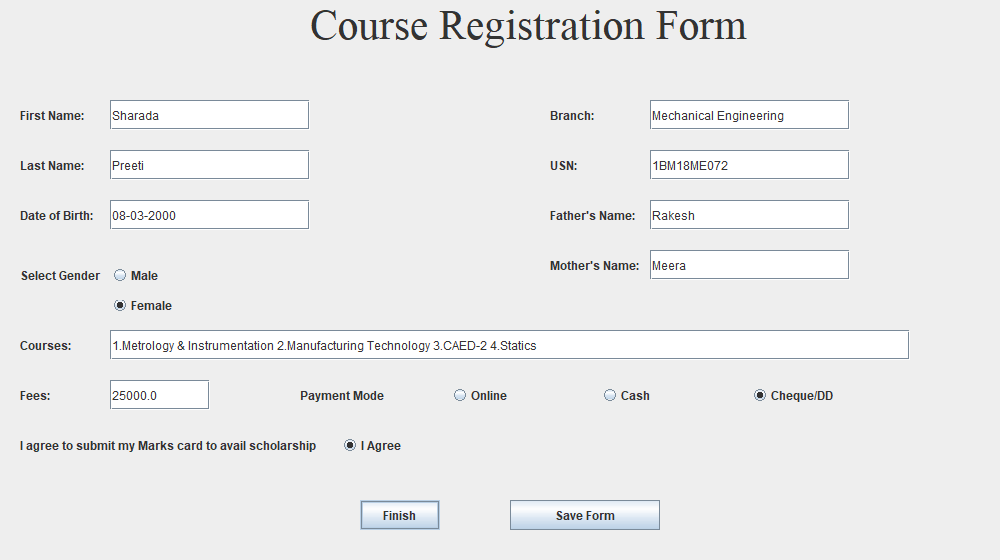 Course Registration Form
First Name: Sharada Branch: Mechanical Engineering
Last Name: Preeti USN: 1BM18ME072
Date of Birth: 08-03-2000 Father's Name: Rakesh
Mother's Name: Meera
Select Gender Male
Female
Courses: 1.Metrology & Instrumentation 2.Manufacturing Technology 3.CAED-2 4.Statics
Fees: 25000.0 Payment Mode Online Cash Cheque/DD
I agree to submit my Marks card to avail scholarship I Agree
Finish Save Form